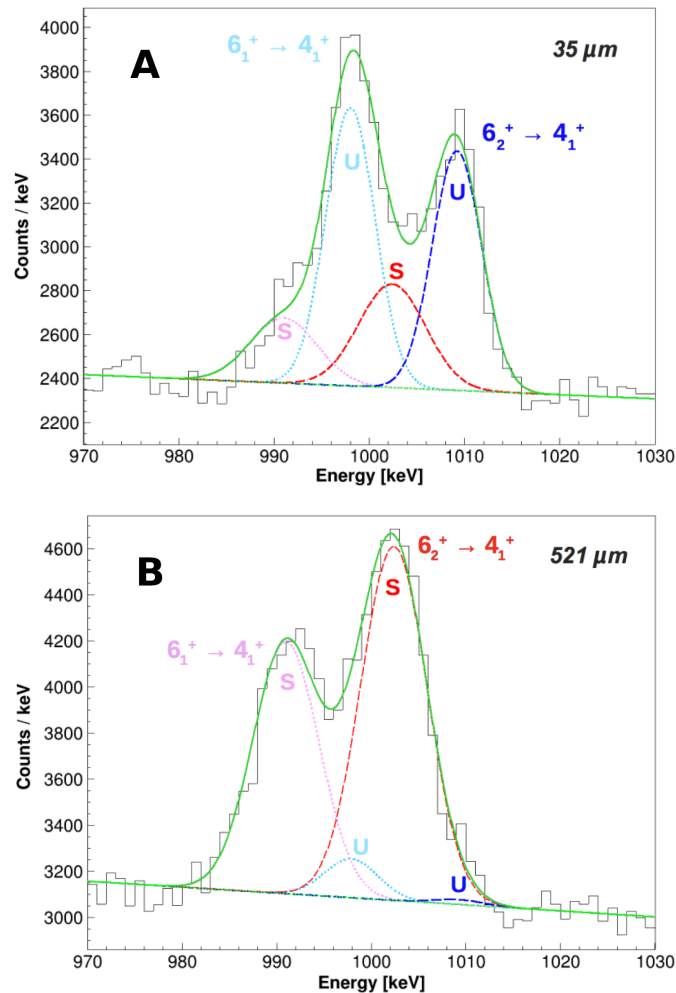 A
6₁⁺ → 4₁⁺
35 µm
6₂⁺ → 4₁⁺
U
U
S
S
Counts / keV
4000
3800
3600
3400
3200
3000
2800
2600
2400
2200
970 980 990 1000 1010 1020 1030
Energy [keV]
B
6₂⁺ → 4₁⁺
521 µm
S
6₁⁺ → 4₁⁺
S
U
U
Counts / keV
4600
4400
4200
4000
3800
3600
3400
3200
3000
970 980 990 1000 1010 1020 1030
Energy [keV]